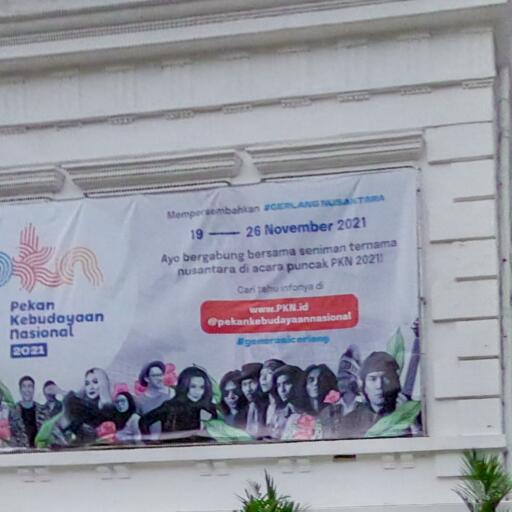 Mempersembahkan #GERLANG NUSANTARA
19 — 26 November 2021
Ayo bergabung bersama seniman ternama
nusantara di acara puncak PKN 2021!
Cari tahu infonya di
www.PKN.id
@pekankebudayaannasional
#generasicerlang
pkn
Pekan
Kebudayaan
Nasional
2021